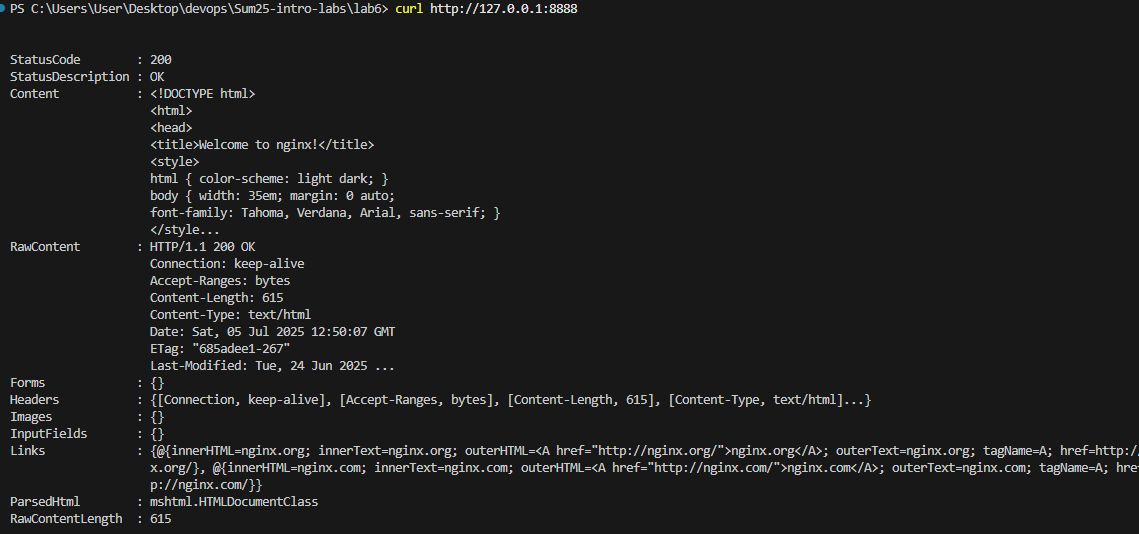 PS C:\Users\User\Desktop\devops\Sum25-intro-labs\lab6> curl http://127.0.0.1:8888
StatusCode        : 200
StatusDescription : OK
Content           : <!DOCTYPE html>
                    <html>
                    <head>
                    <title>Welcome to nginx!</title>
                    <style>
                    html { color-scheme: light dark; }
                    body { width: 35em; margin: 0 auto;
                    font-family: Tahoma, Verdana, Arial, sans-serif; }
                    </style...
RawContent        : HTTP/1.1 200 OK
                    Connection: keep-alive
                    Accept-Ranges: bytes
                    Content-Length: 615
                    Content-Type: text/html
                    Date: Sat, 05 Jul 2025 12:50:07 GMT
                    ETag: "685adee1-267"
                    Last-Modified: Tue, 24 Jun 2025 ...
Forms             : {}
Headers           : {[Connection, keep-alive], [Accept-Ranges, bytes], [Content-Length, 615], [Content-Type, text/html]...}
Images            : {}
InputFields       : {}
Links             : {@{innerHTML=nginx.org; innerText=nginx.org; outerHTML=<A href="http://nginx.org/">nginx.org</A>; outerText=nginx.org; tagName=A; href=http:/
                    x.org/}, @{innerHTML=nginx.com; innerText=nginx.com; outerHTML=<A href="http://nginx.com/">nginx.com</A>; outerText=nginx.com; tagName=A; hre
                    p://nginx.com/}}
ParsedHtml        : mshtml.HTMLDocumentClass
RawContentLength  : 615